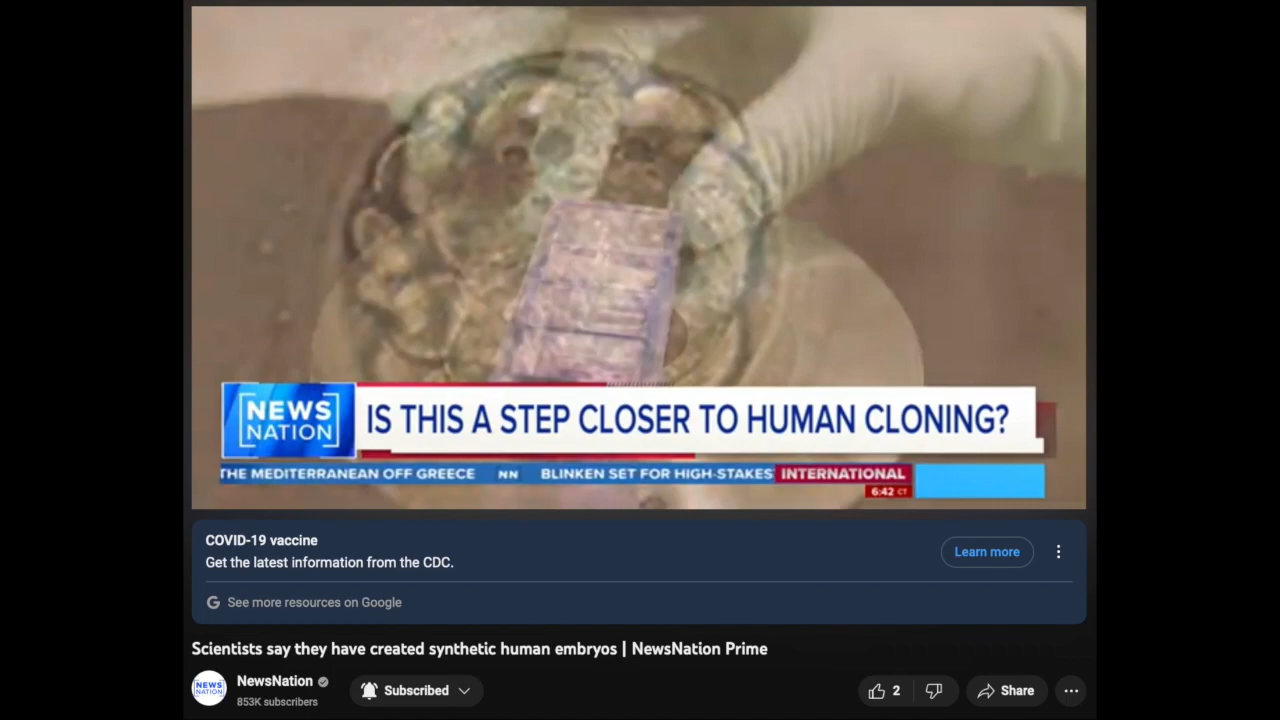 NEWS
NATION
IS THIS A STEP CLOSER TO HUMAN CLONING?
THE MEDITERRANEAN OFF GREECE NN BLINKEN SET FOR HIGH-STAKES INTERNATIONAL
6:42 CT
COVID-19 vaccine
Get the latest information from the CDC.
Learn more
See more resources on Google
Scientists say they have created synthetic human embryos | NewsNation Prime
NEWS
NATION
NewsNation
853K subscribers
Subscribed
2
Share